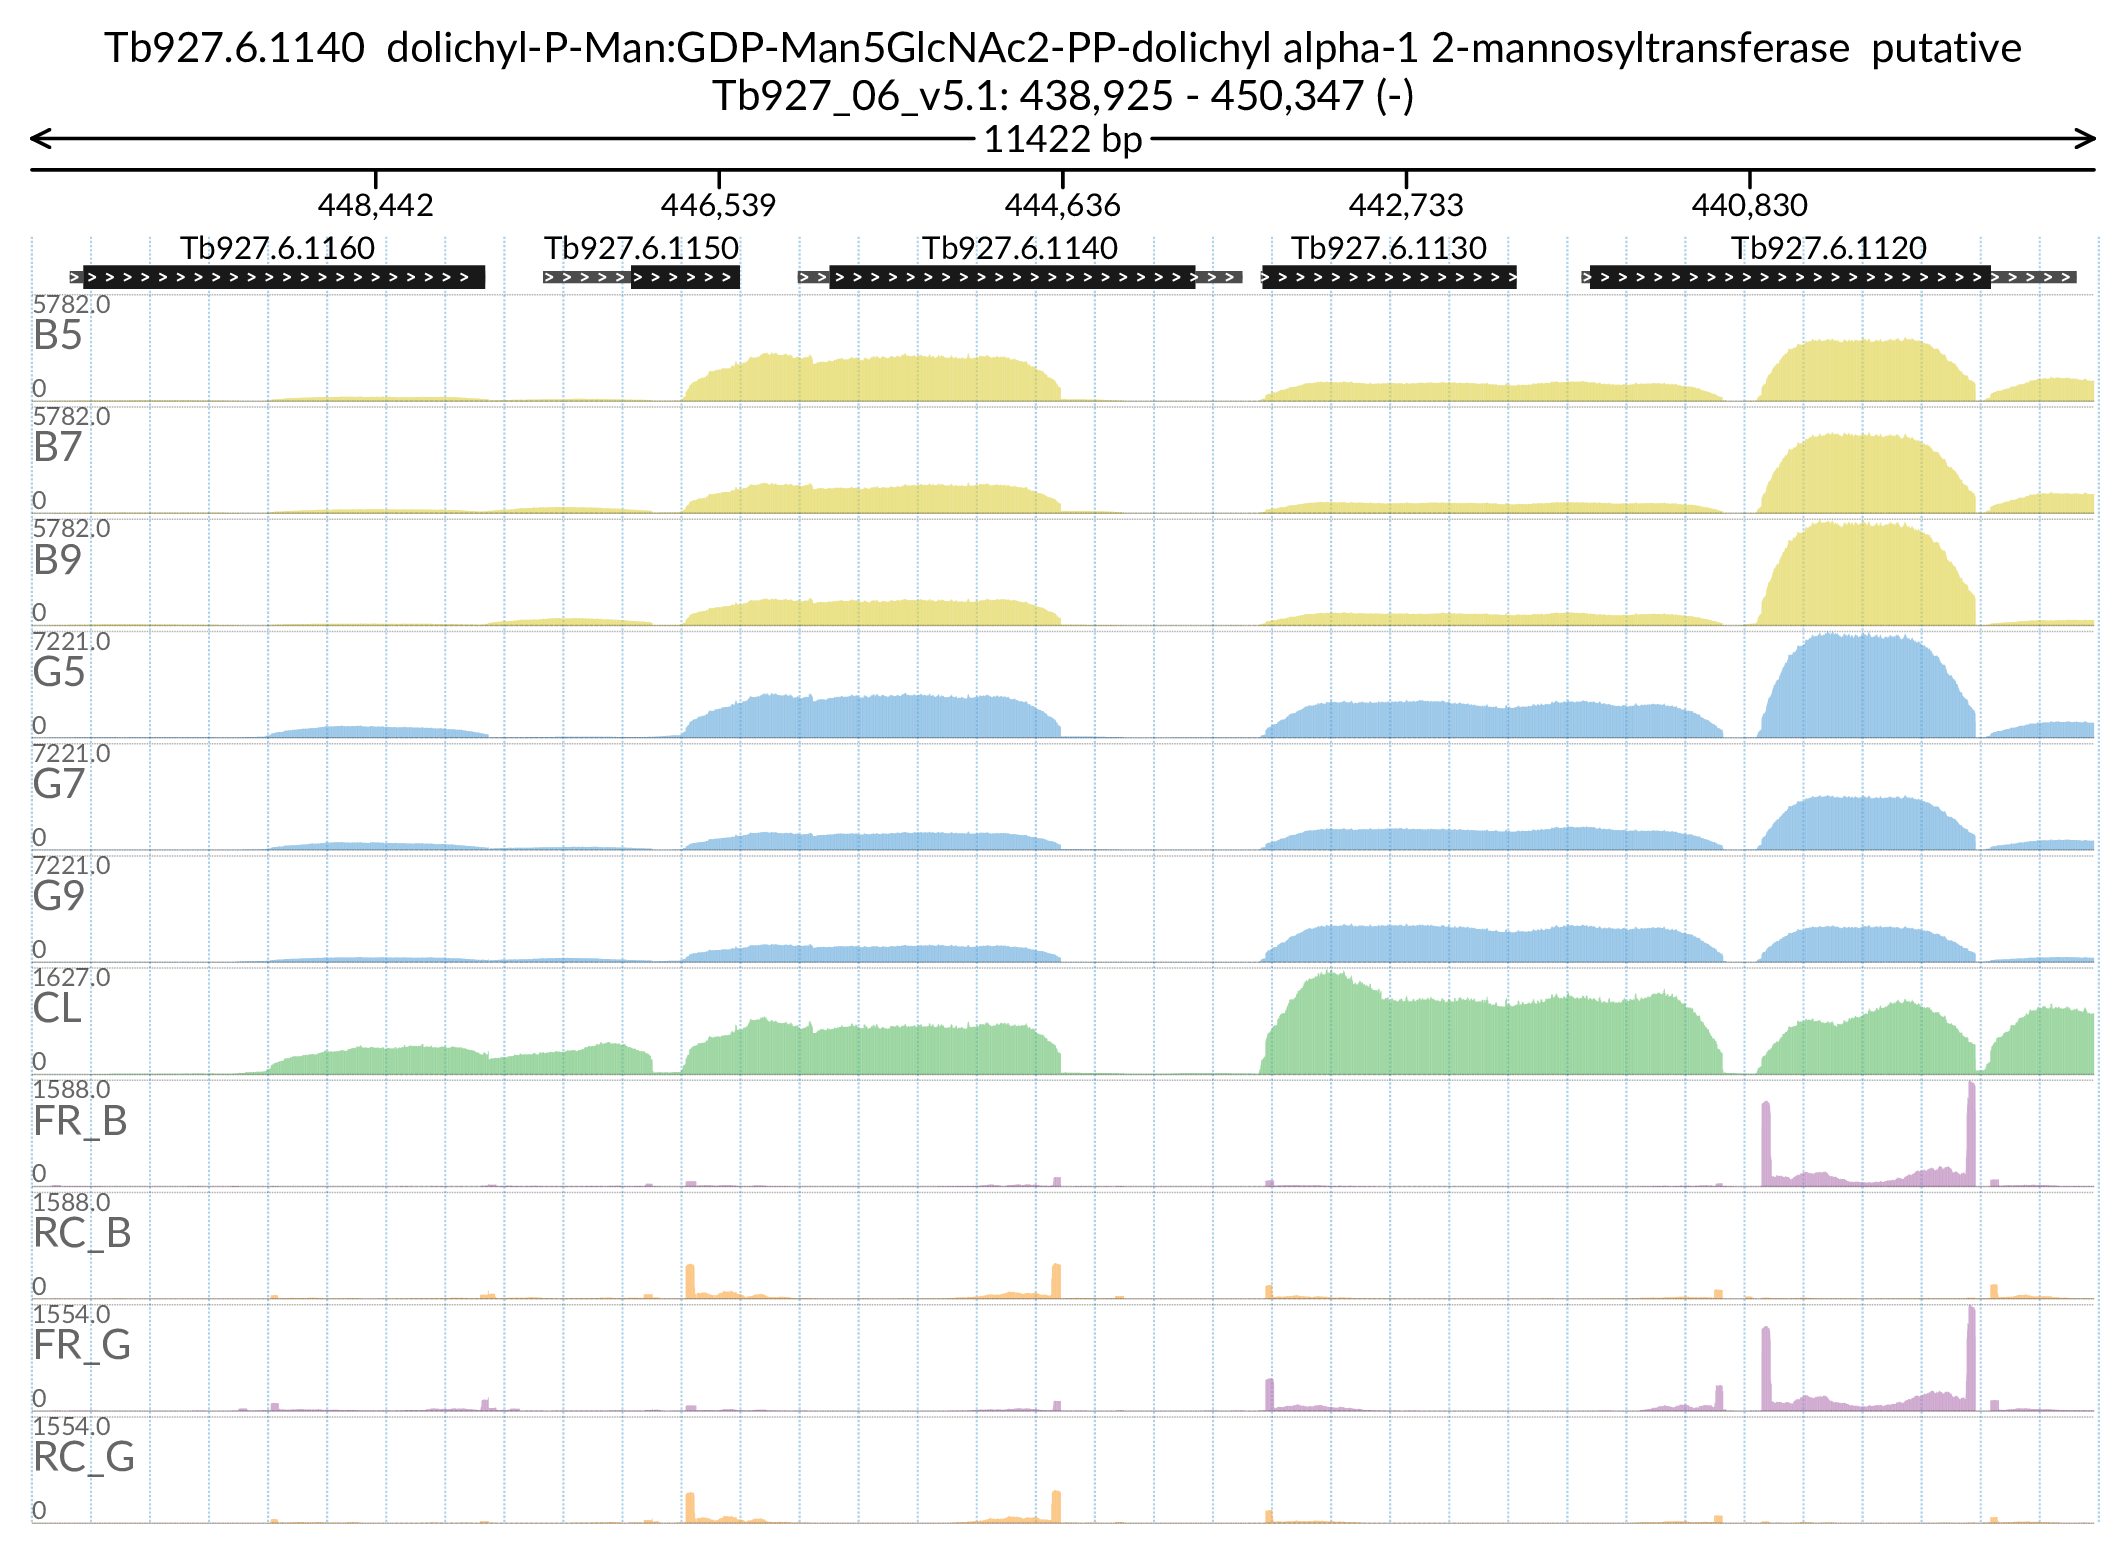 Tb927.6.1140  dolichyl-P-Man:GDP-Man5GlcNAc2-PP-dolichyl alpha-1 2-mannosyltransferase  putative
Tb927_06_v5.1: 438,925 - 450,347 (-)
11422 bp
448,442 446,539 444,636 442,733 440,830
Tb927.6.1160 Tb927.6.1150 Tb927.6.1140 Tb927.6.1130 Tb927.6.1120
5782.0
B5
0
5782.0
B7
0
5782.0
B9
0
7221.0
G5
0
7221.0
G7
0
7221.0
G9
0
1627.0
CL
0
1588.0
FR_B
0
1588.0
RC_B
0
1554.0
FR_G
0
1554.0
RC_G
0